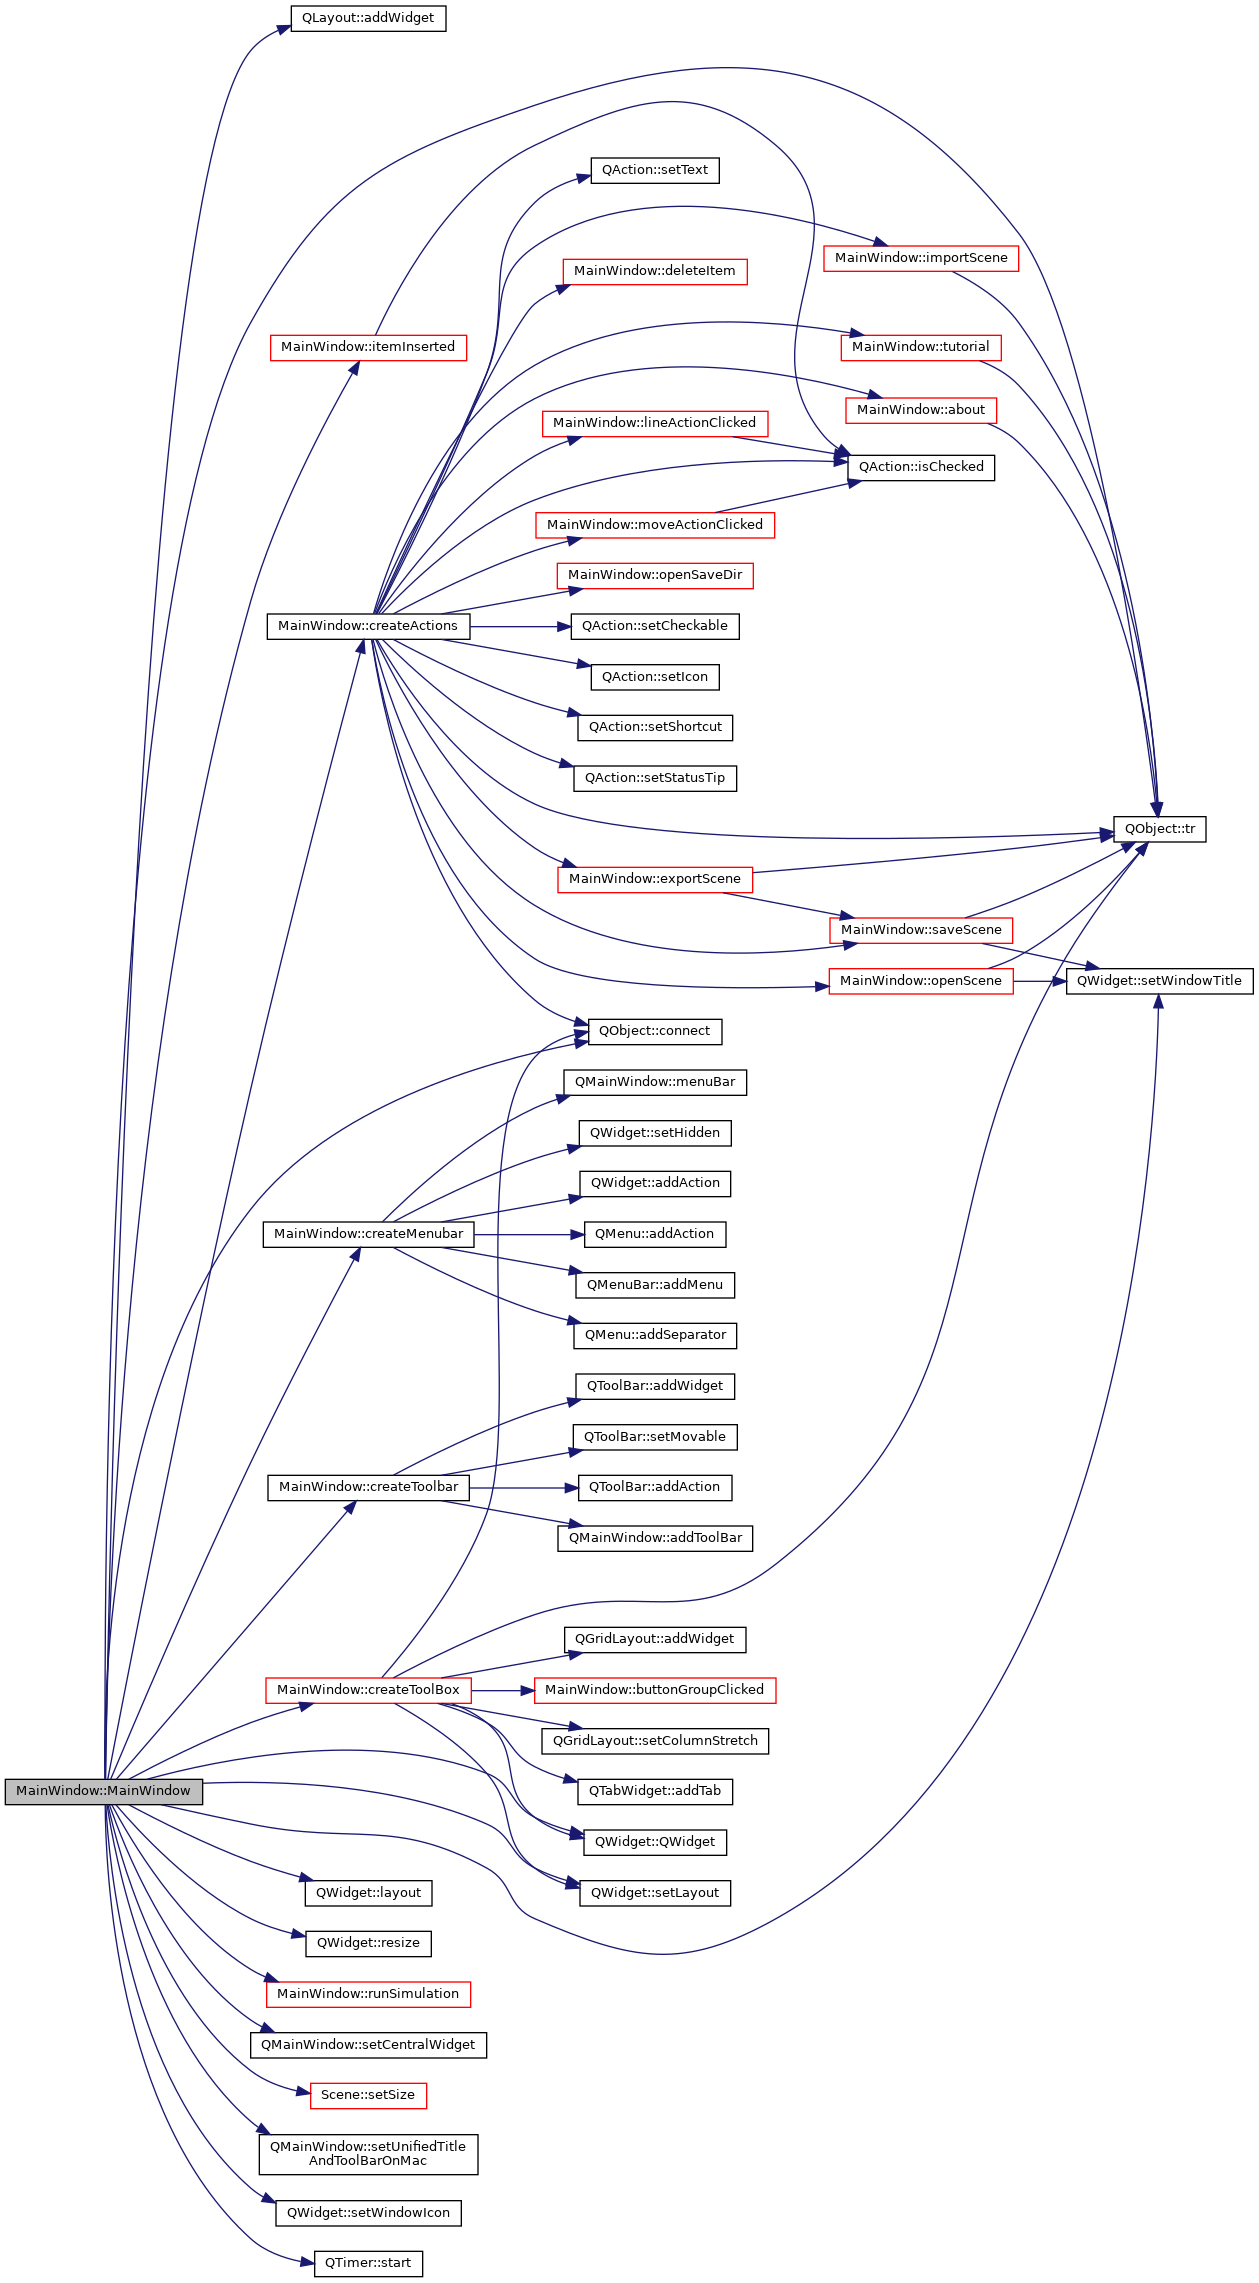 QLayout::addWidget
QAction::setText
MainWindow::importScene
MainWindow::deleteItem
MainWindow::itemInserted
MainWindow::tutorial
MainWindow::about
MainWindow::lineActionClicked
QAction::isChecked
MainWindow::moveActionClicked
MainWindow::openSaveDir
MainWindow::createActions
QAction::setCheckable
QAction::setIcon
QAction::setShortcut
QAction::setStatusTip
QObject::tr
MainWindow::exportScene
MainWindow::saveScene
MainWindow::openScene
QWidget::setWindowTitle
QObject::connect
QMainWindow::menuBar
QWidget::setHidden
QWidget::addAction
MainWindow::createMenubar
QMenu::addAction
QMenuBar::addMenu
QMenu::addSeparator
QToolBar::addWidget
QToolBar::setMovable
MainWindow::createToolbar
QToolBar::addAction
QMainWindow::addToolBar
QGridLayout::addWidget
MainWindow::createToolBox
MainWindow::buttonGroupClicked
QGridLayout::setColumnStretch
MainWindow::MainWindow
QTabWidget::addTab
QWidget::QWidget
QWidget::layout
QWidget::setLayout
QWidget::resize
MainWindow::runSimulation
QMainWindow::setCentralWidget
Scene::setSize
QMainWindow::setUnifiedTitle
AndToolBarOnMac
QWidget::setWindowIcon
QTimer::start